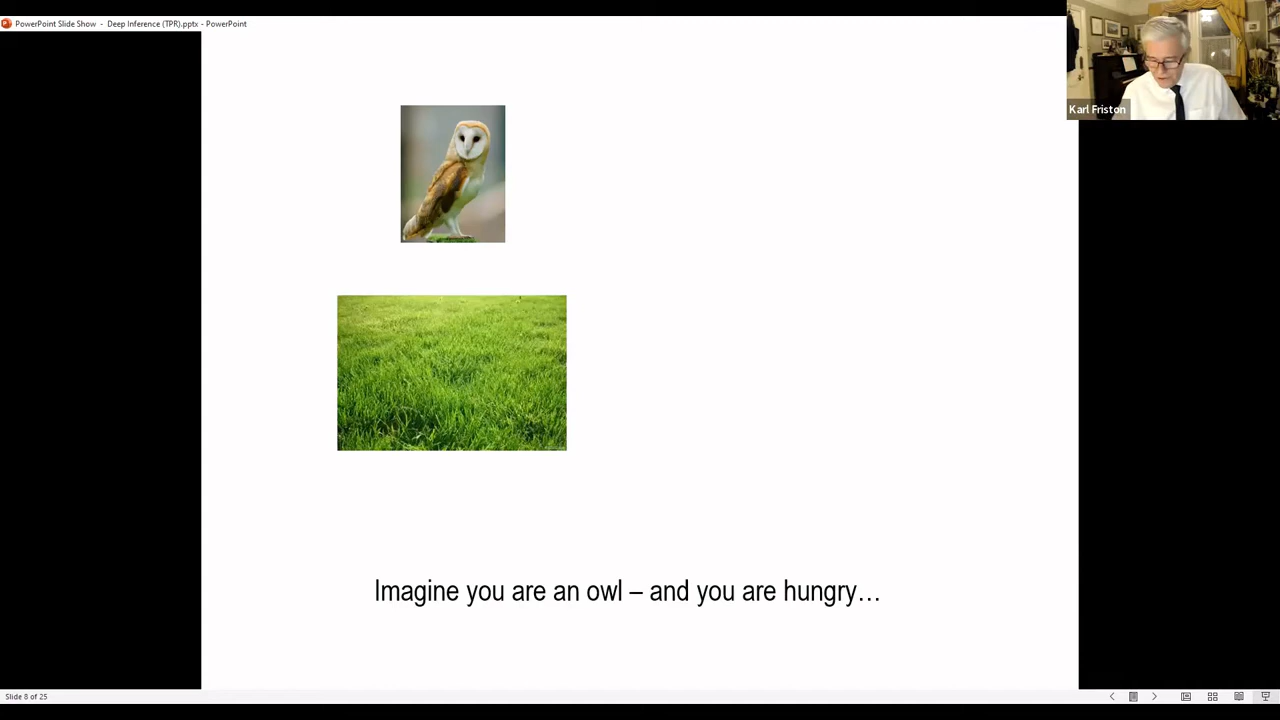 PowerPoint Slide Show - Deep Inference (TPR).pptx - PowerPoint
Karl Friston
Imagine you are an owl – and you are hungry…
Slide 8 of 25